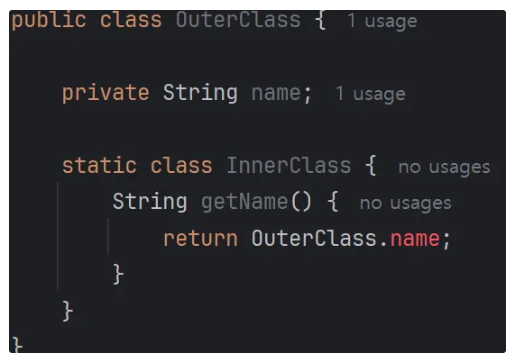 public class OuterClass { 1 usage
private String name; 1 usage
static class InnerClass { no usages
String getName() { no usages
return OuterClass.name;
}
}
}